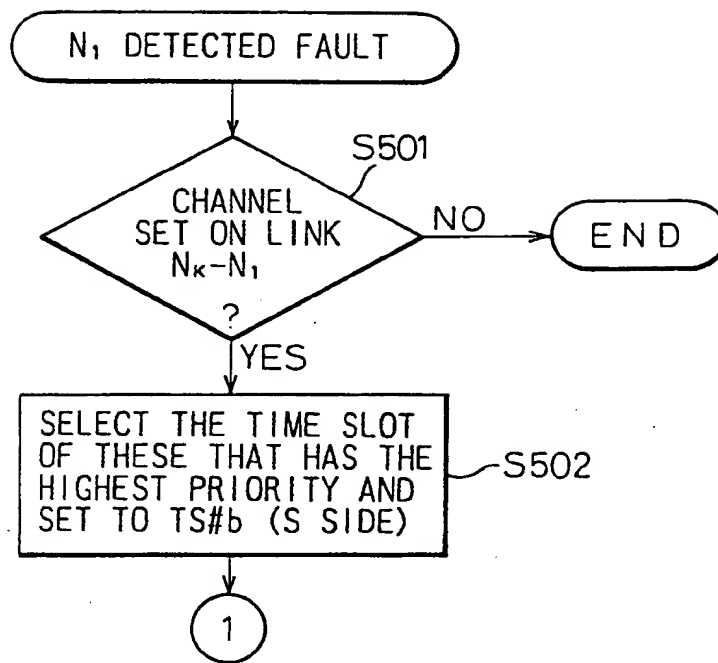 N₁ DETECTED FAULT
S501
CHANNEL
SET ON LINK
Nκ-N₁
?
NO
END
YES
SELECT THE TIME SLOT
OF THESE THAT HAS THE
HIGHEST PRIORITY AND
SET TO TS#b (S SIDE)
S502
1